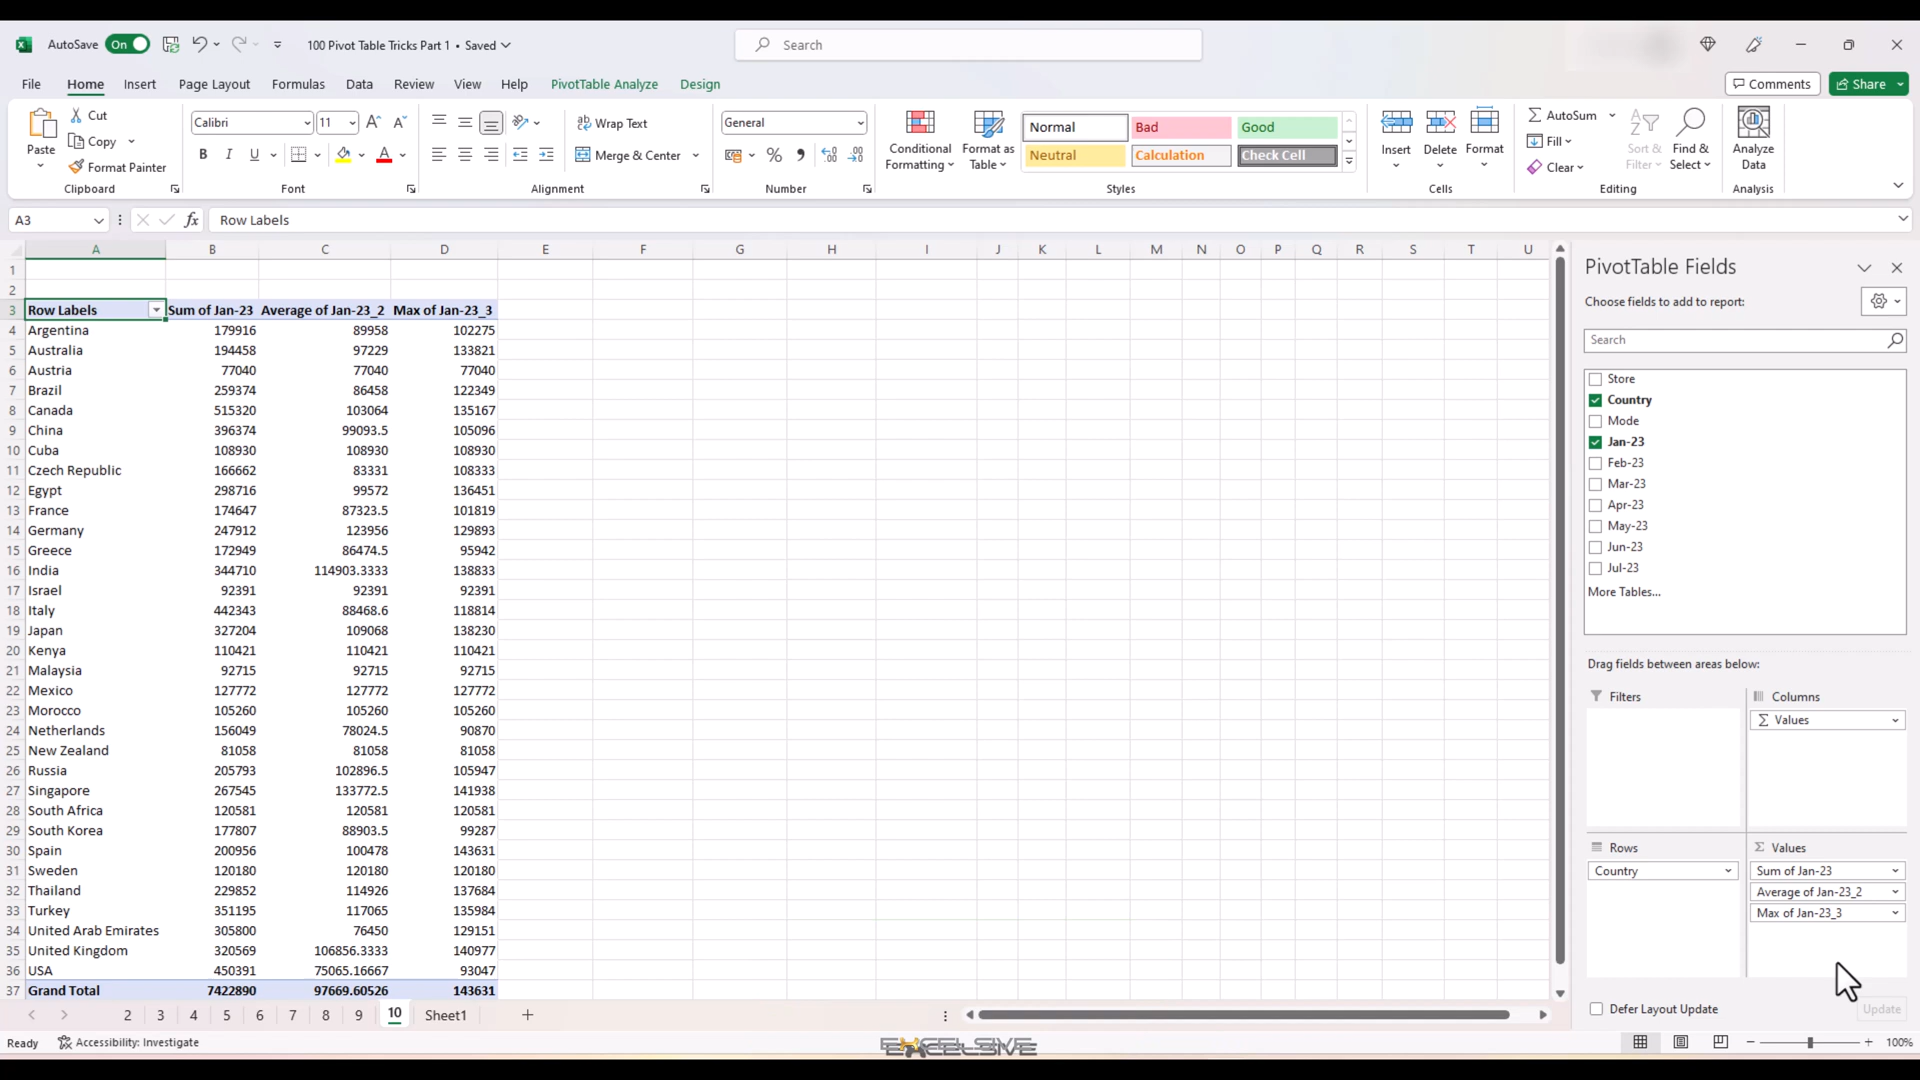 AutoSave On 100 Pivot Table Tricks Part 1 • Saved Search
File Home Insert Page Layout Formulas Data Review View Help PivotTable Analyze Design Comments Share
Paste Cut Copy Format Painter Clipboard
Calibri 11 B I U Font
Wrap Text Merge & Center Alignment
General % Number
Conditional Formatting Format as Table Normal Bad Good Neutral Calculation Check Cell Styles
Insert Delete Format Cells
AutoSum Fill Clear Sort & Filter Find & Select Editing
Analyze Data Analysis
A3 fx Row Labels
A B C D E F G H I J K L M N O P Q R S T U
1
2
3 Row Labels Sum of Jan-23 Average of Jan-23_2 Max of Jan-23_3
4 Argentina 179916 89958 102275
5 Australia 194458 97229 133821
6 Austria 77040 77040 77040
7 Brazil 259374 86458 122349
8 Canada 515320 103064 135167
9 China 396374 99093.5 105096
10 Cuba 108930 108930 108930
11 Czech Republic 166662 83331 108333
12 Egypt 298716 99572 136451
13 France 174647 87323.5 101819
14 Germany 247912 123956 129893
15 Greece 172949 86474.5 95942
16 India 344710 114903.3333 138833
17 Israel 92391 92391 92391
18 Italy 442343 88468.6 118814
19 Japan 327204 109068 138230
20 Kenya 110421 110421 110421
21 Malaysia 92715 92715 92715
22 Mexico 127772 127772 127772
23 Morocco 105260 105260 105260
24 Netherlands 156049 78024.5 90870
25 New Zealand 81058 81058 81058
26 Russia 205793 102896.5 105947
27 Singapore 267545 133772.5 141938
28 South Africa 120581 120581 120581
29 South Korea 177807 88903.5 99287
30 Spain 200956 100478 143631
31 Sweden 120180 120180 120180
32 Thailand 229852 114926 137684
33 Turkey 351195 117065 135984
34 United Arab Emirates 305800 76450 129151
35 United Kingdom 320569 106856.3333 140977
36 USA 450391 75065.16667 93047
37 Grand Total 7422890 97669.60526 143631
2 3 4 5 6 7 8 9 10 Sheet1
Ready Accessibility: Investigate 100%
EXCEL3IVE
PivotTable Fields
Choose fields to add to report:
Search
Store
Country
Mode
Jan-23
Feb-23
Mar-23
Apr-23
May-23
Jun-23
Jul-23
More Tables...
Drag fields between areas below:
Filters Columns
Values
Rows Values
Country Sum of Jan-23
Average of Jan-23_2
Max of Jan-23_3
Defer Layout Update Update